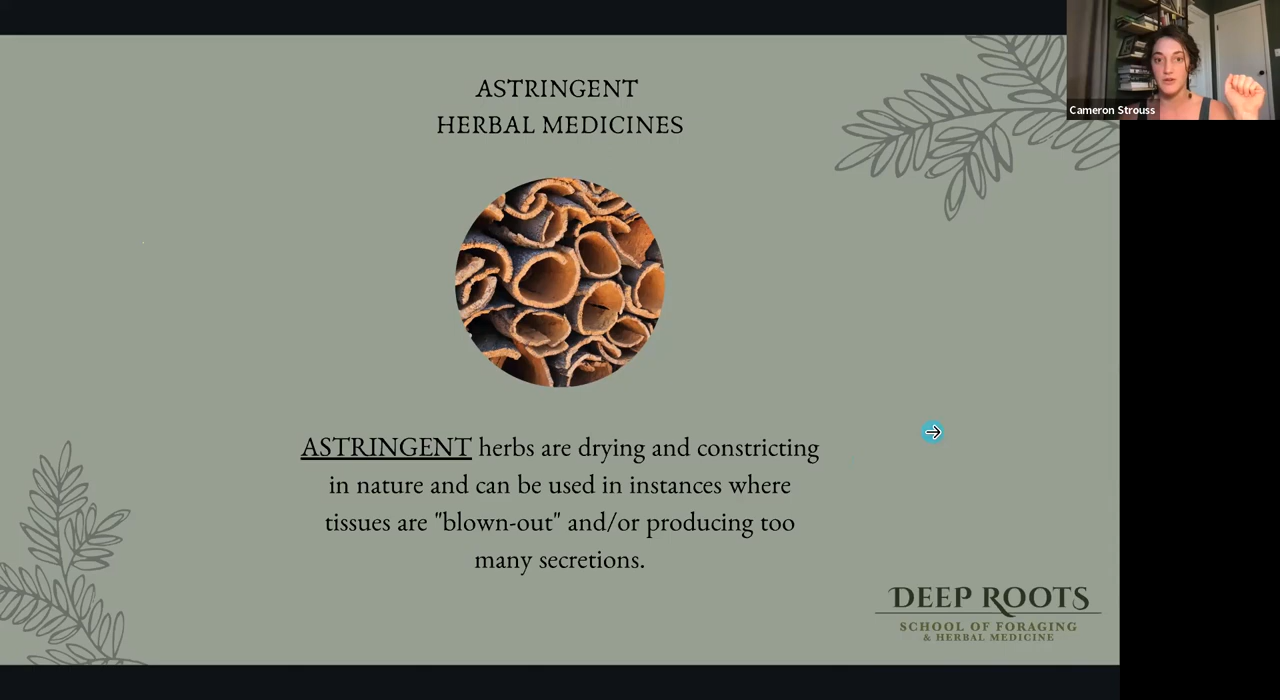 ASTRINGENT
HERBAL MEDICINES
Cameron Strouss
ASTRINGENT herbs are drying and constricting
in nature and can be used in instances where
tissues are "blown-out" and/or producing too
many secretions.
DEEP ROOTS
SCHOOL OF FORAGING
& HERBAL MEDICINE